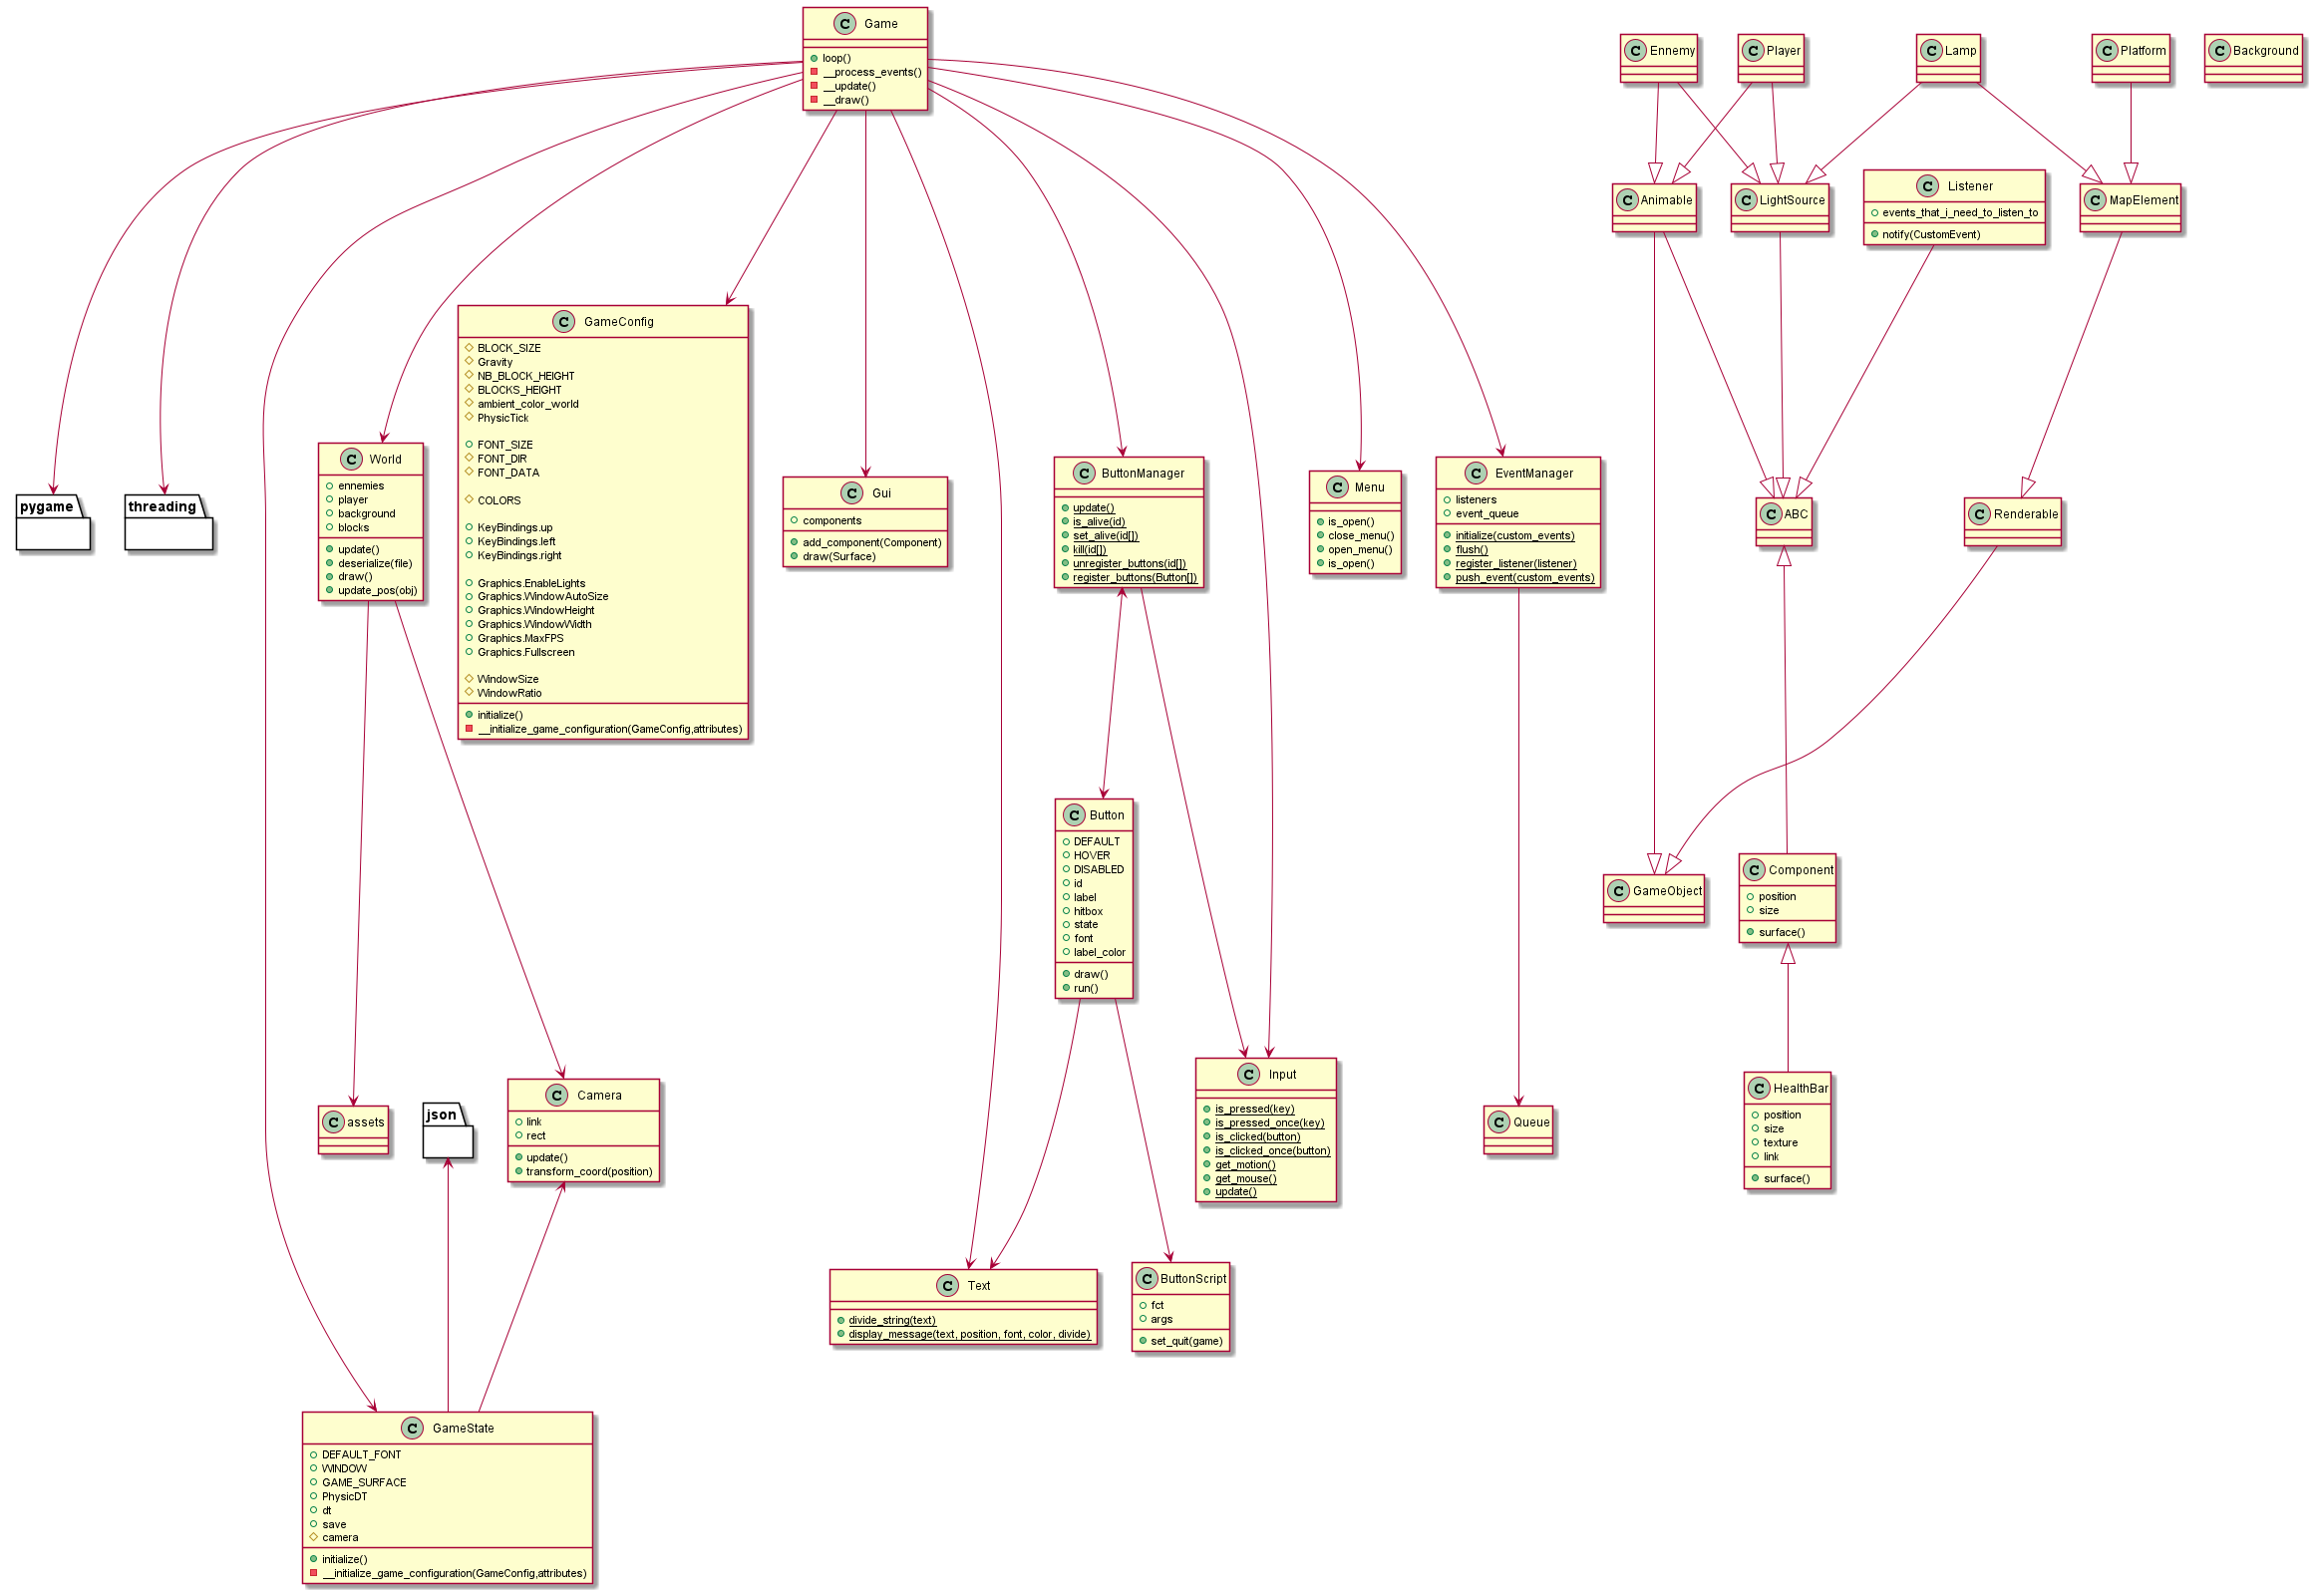 C Game
loop()
__process_events()
__update()
__draw()
C Ennemy
C Player
C Lamp
C Platform
C Background
C Animable
C LightSource
C Listener
events_that_i_need_to_listen_to
notify(CustomEvent)
C MapElement
C GameConfig
BLOCK_SIZE
Gravity
NB_BLOCK_HEIGHT
BLOCKS_HEIGHT
ambient_color_world
PhysicTick
FONT_SIZE
FONT_DIR
FONT_DATA
COLORS
KeyBindings.up
KeyBindings.left
KeyBindings.right
Graphics.EnableLights
Graphics.WindowAutoSize
Graphics.WindowHeight
Graphics.WindowWidth
Graphics.MaxFPS
Graphics.Fullscreen
WindowSize
WindowRatio
initialize()
__initialize_game_configuration(GameConfig,attributes)
pygame
threading
C World
ennemies
player
background
blocks
update()
deserialize(file)
draw()
update_pos(obj)
C Gui
components
add_component(Component)
draw(Surface)
C ButtonManager
update()
is_alive(id)
set_alive(id[])
kill(id[])
unregister_buttons(id[])
register_buttons(Button[])
C Menu
is_open()
close_menu()
open_menu()
is_open()
C EventManager
listeners
event_queue
initialize(custom_events)
flush()
register_listener(listener)
push_event(custom_events)
C ABC
C Renderable
C Button
DEFAULT
HOVER
DISABLED
id
label
hitbox
state
font
label_color
draw()
run()
C GameObject
C Component
position
size
surface()
C assets
json
C Camera
link
rect
update()
transform_coord(position)
C Input
is_pressed(key)
is_pressed_once(key)
is_clicked(button)
is_clicked_once(button)
get_motion()
get_mouse()
update()
C Queue
C HealthBar
position
size
texture
link
surface()
C Text
divide_string(text)
display_message(text, position, font, color, divide)
C ButtonScript
fct
args
set_quit(game)
C GameState
DEFAULT_FONT
WINDOW
GAME_SURFACE
PhysicDT
dt
save
camera
initialize()
__initialize_game_configuration(GameConfig,attributes)